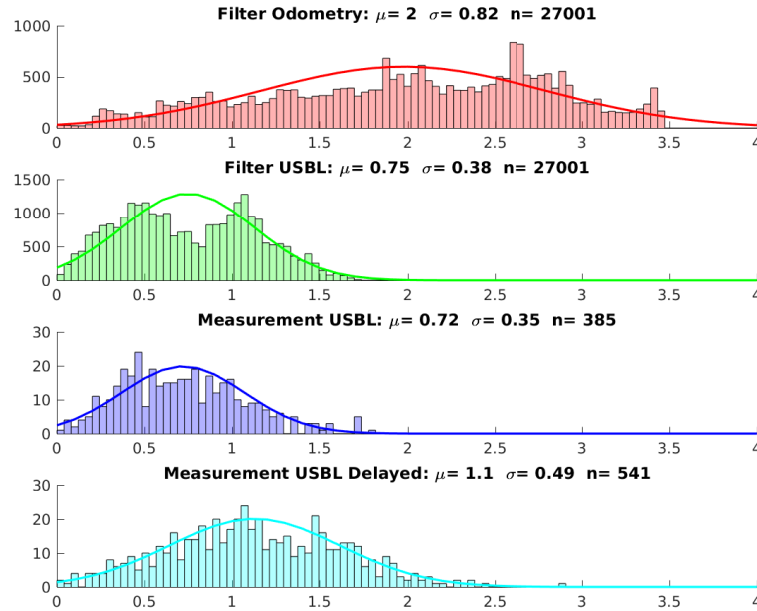 Filter Odometry: μ= 2 σ= 0.82 n= 27001
1000
500
0
0 0.5 1 1.5 2 2.5 3 3.5 4
Filter USBL: μ= 0.75 σ= 0.38 n= 27001
1500
1000
500
0
0 0.5 1 1.5 2 2.5 3 3.5 4
Measurement USBL: μ= 0.72 σ= 0.35 n= 385
30
20
10
0
0 0.5 1 1.5 2 2.5 3 3.5 4
Measurement USBL Delayed: μ= 1.1 σ= 0.49 n= 541
30
20
10
0
0 0.5 1 1.5 2 2.5 3 3.5 4